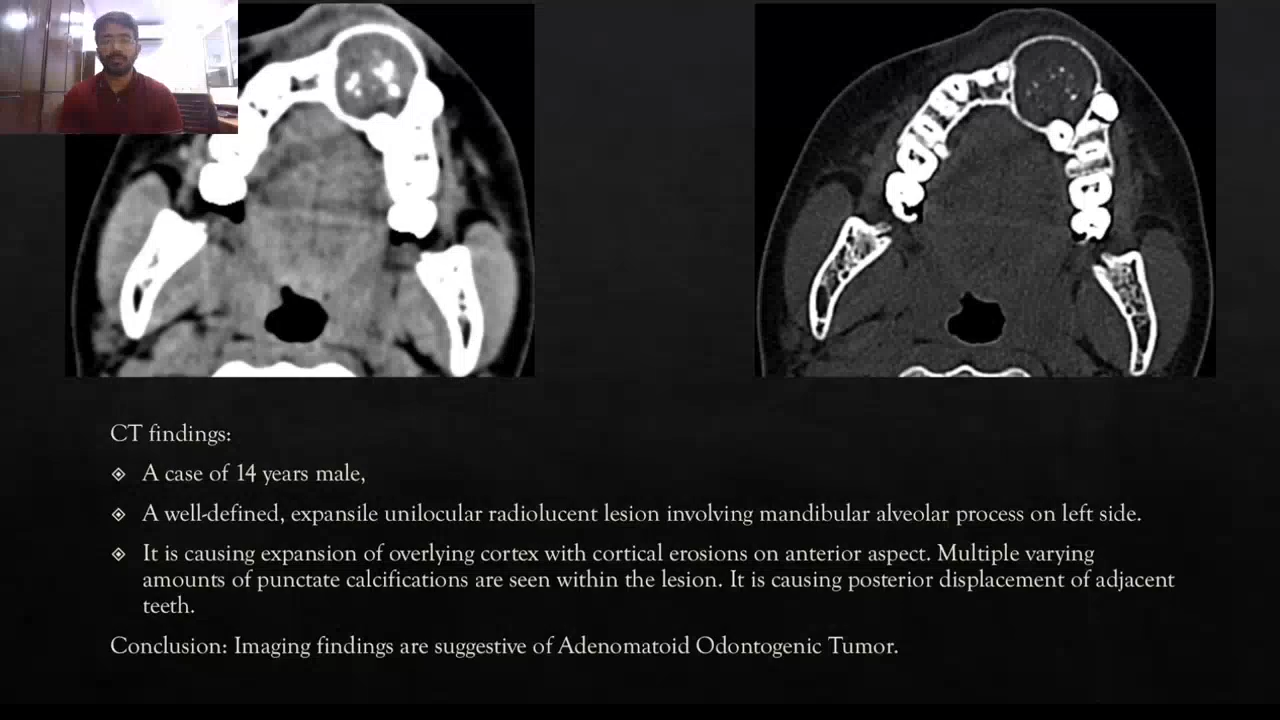 CT findings:
A case of 14 years male,
A well-defined, expansile unilocular radiolucent lesion involving mandibular alveolar process on left side.
It is causing expansion of overlying cortex with cortical erosions on anterior aspect. Multiple varying
amounts of punctate calcifications are seen within the lesion. It is causing posterior displacement of adjacent
teeth.
Conclusion: Imaging findings are suggestive of Adenomatoid Odontogenic Tumor.